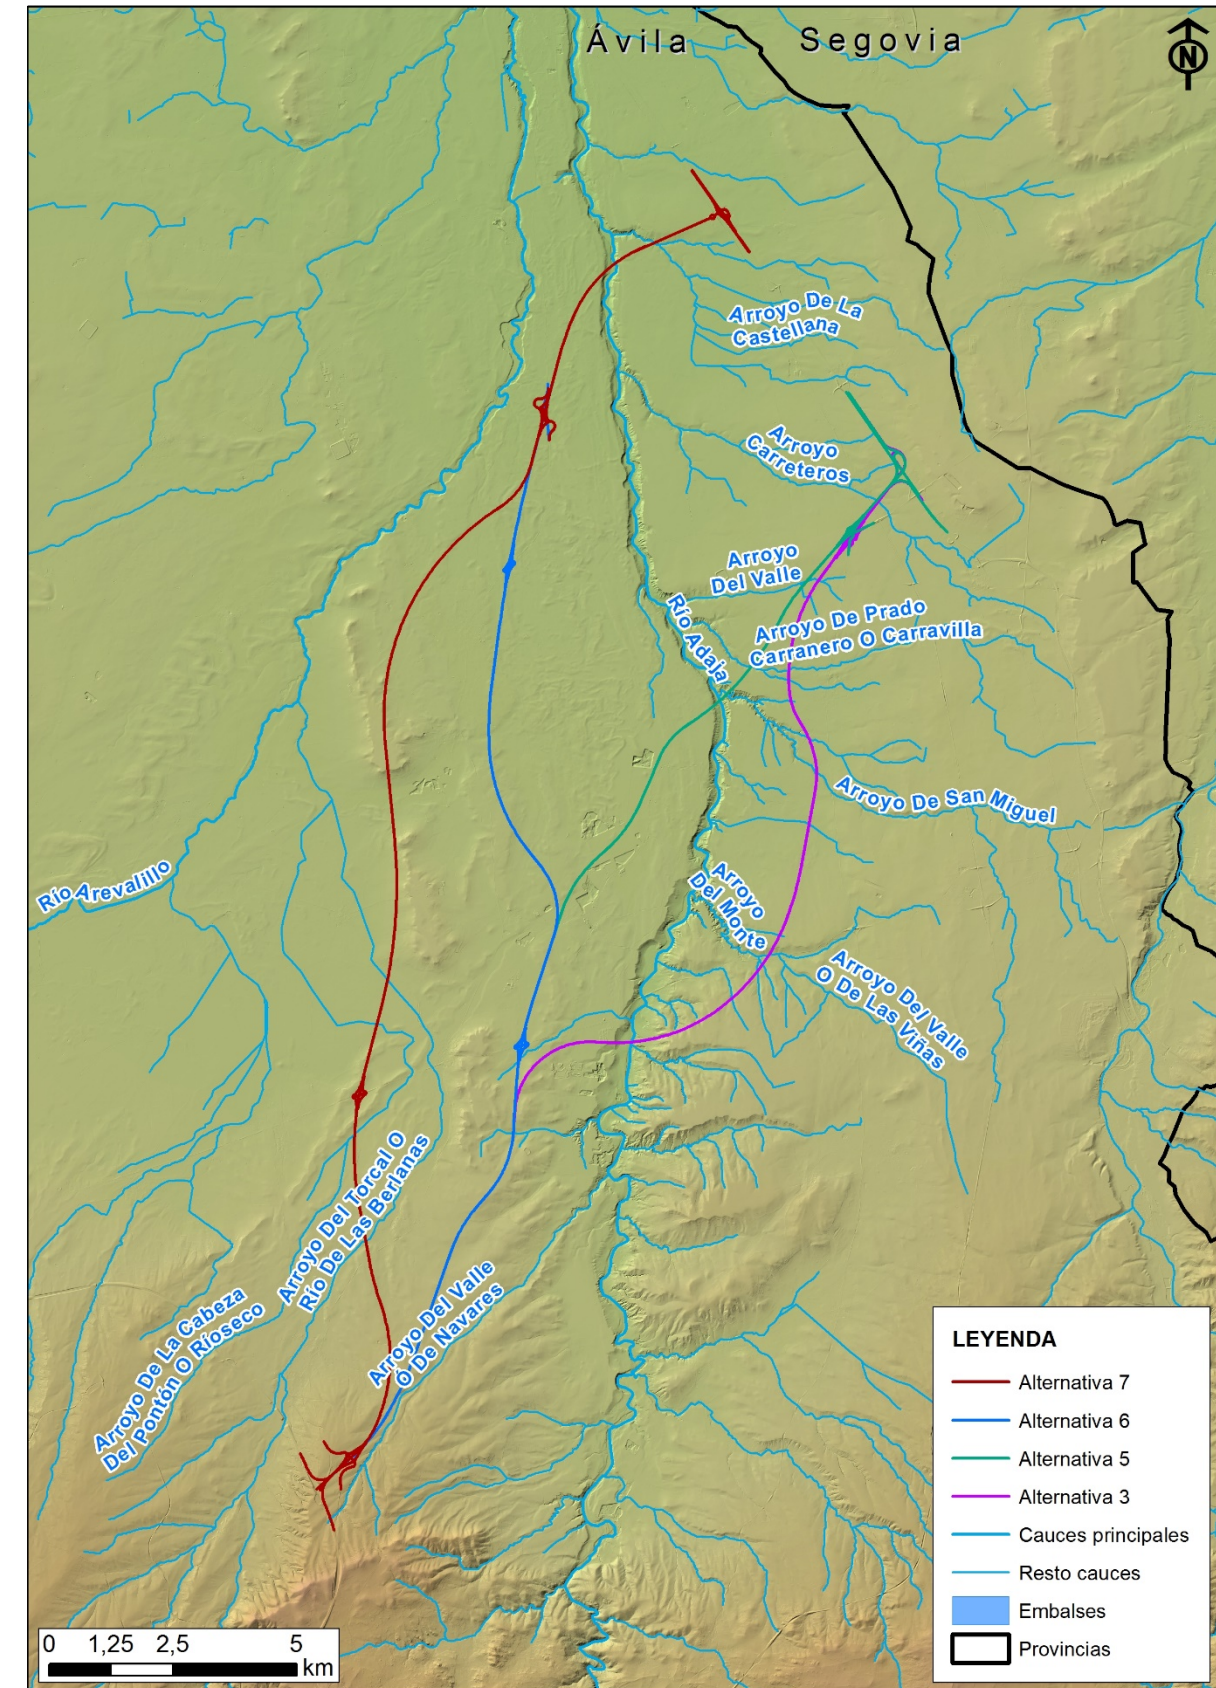 Ávila
Segovia
N
Arroyo De La
Castellana
Arroyo
Carreteros
Arroyo
Del Valle
Río Adaja
Arroyo De Prado
Carranero O Carravilla
Arroyo De San Miguel
Río Arevalillo
Arroyo
Del Monte
Arroyo Del Valle
O De Las Viñas
Arroyo Del Torcal O
Río De Las Berlanas
Arroyo De La Cabeza
Del Pontón O Ríoseco
Arroyo Del Valle
Ó De Navares
LEYENDA
Alternativa 7
Alternativa 6
Alternativa 5
Alternativa 3
Cauces principales
Resto cauces
Embalses
Provincias
0 1,25 2,5 5
km